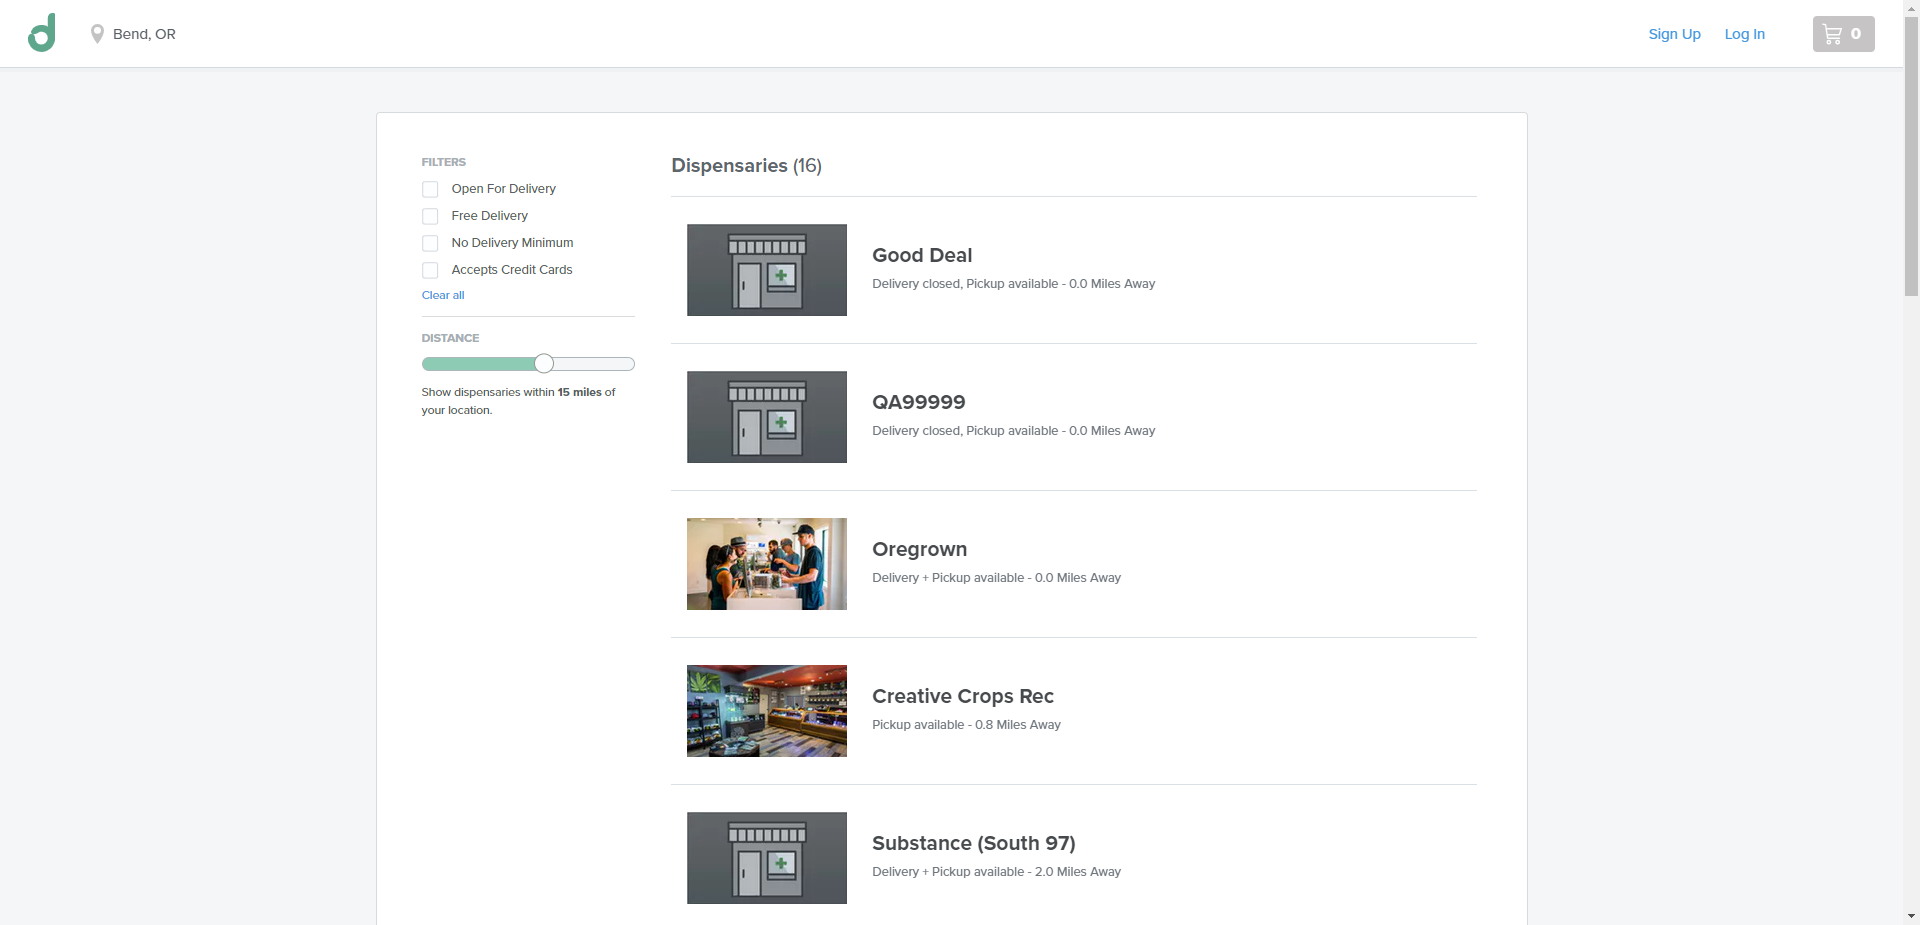 Bend, OR
Sign Up
Log In
0
FILTERS
Open For Delivery
Free Delivery
No Delivery Minimum
Accepts Credit Cards
Clear all
DISTANCE
Show dispensaries within 15 miles of
your location.
Dispensaries (16)
Good Deal
Delivery closed, Pickup available - 0.0 Miles Away
QA99999
Delivery closed, Pickup available - 0.0 Miles Away
Oregrown
Delivery + Pickup available - 0.0 Miles Away
Creative Crops Rec
Pickup available - 0.8 Miles Away
Substance (South 97)
Delivery + Pickup available - 2.0 Miles Away